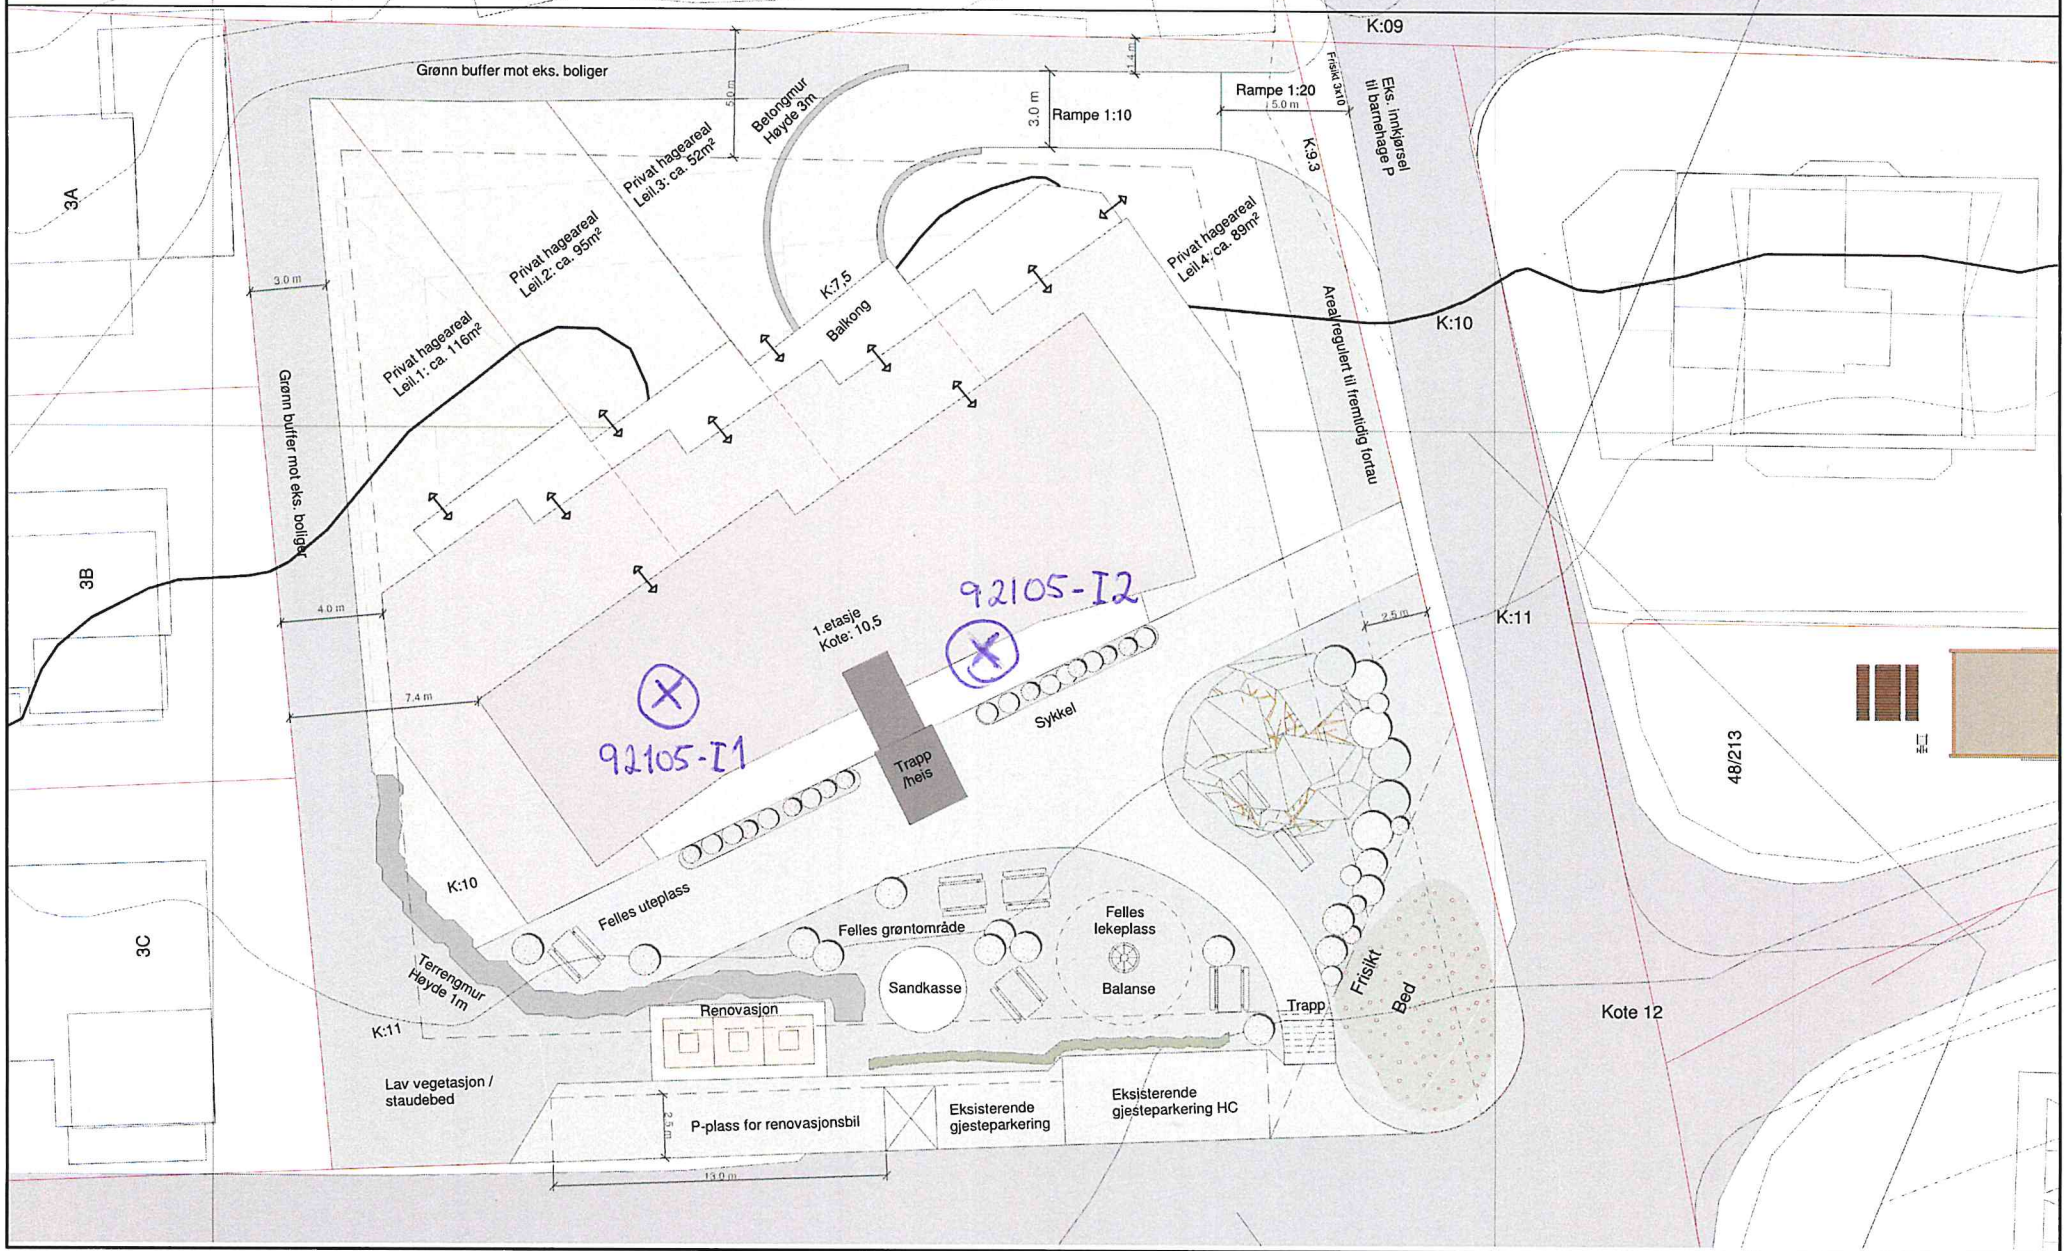 K:09
Grønn buffer mot eks. boliger
5.0 m
1.4 m
Frisikt 3x10
Eks. innkjørsel
til barnehage P
Betongmur
Høyde 3m
3.0 m
Rampe 1:10
Rampe 1:20
5.0 m
K:9.3
3A
Privat hageareal
Leil.3: ca. 52m²
Privat hageareal
Leil.2: ca. 95m²
Privat hageareal
Leil.4: ca. 89m²
3.0 m
K:7,5
Balkong
Privat hageareal
Leil.1: ca. 116m²
K:10
Areal regulert til fremtidig fortau
Grønn buffer mot eks. boliger
3B
4.0 m
92105-I2
1.etasje
Kote: 10,5
2.5 m
K:11
7.4 m
92105-I1
Sykkel
Trapp
/heis
48/213
K:10
Felles uteplass
Felles grøntområde
Felles
lekeplass
3C
Terrengmur
Høyde 1m
Sandkasse
Balanse
Frisikt
Bed
Renovasjon
Trapp
Kote 12
K:11
Lav vegetasjon /
staudebed
2.5 m
P-plass for renovasjonsbil
Eksisterende
gjesteparkering
Eksisterende
gjesteparkering HC
13.0 m